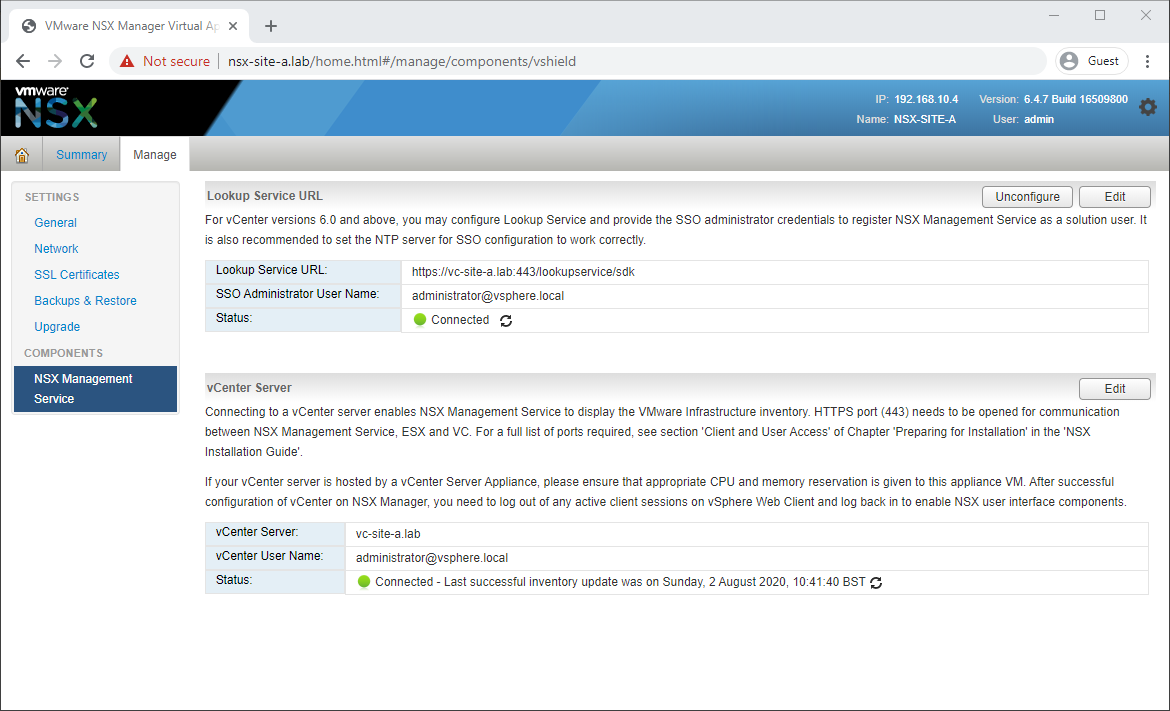 VMware NSX Manager Virtual Ap
Not secure | nsx-site-a.lab/home.html#/manage/components/vshield
Guest
vmware
NSX
IP: 192.168.10.4 Version: 6.4.7 Build 16509800
Name: NSX-SITE-A User: admin
Summary Manage
SETTINGS
General
Network
SSL Certificates
Backups & Restore
Upgrade
COMPONENTS
NSX Management
Service
Lookup Service URL
Unconfigure Edit
For vCenter versions 6.0 and above, you may configure Lookup Service and provide the SSO administrator credentials to register NSX Management Service as a solution user. It
is also recommended to set the NTP server for SSO configuration to work correctly.
Lookup Service URL: https://vc-site-a.lab:443/lookupservice/sdk
SSO Administrator User Name: administrator@vsphere.local
Status: Connected
vCenter Server
Edit
Connecting to a vCenter server enables NSX Management Service to display the VMware Infrastructure inventory. HTTPS port (443) needs to be opened for communication
between NSX Management Service, ESX and VC. For a full list of ports required, see section 'Client and User Access' of Chapter 'Preparing for Installation' in the 'NSX
Installation Guide'.
If your vCenter server is hosted by a vCenter Server Appliance, please ensure that appropriate CPU and memory reservation is given to this appliance VM. After successful
configuration of vCenter on NSX Manager, you need to log out of any active client sessions on vSphere Web Client and log back in to enable NSX user interface components.
vCenter Server: vc-site-a.lab
vCenter User Name: administrator@vsphere.local
Status: Connected - Last successful inventory update was on Sunday, 2 August 2020, 10:41:40 BST